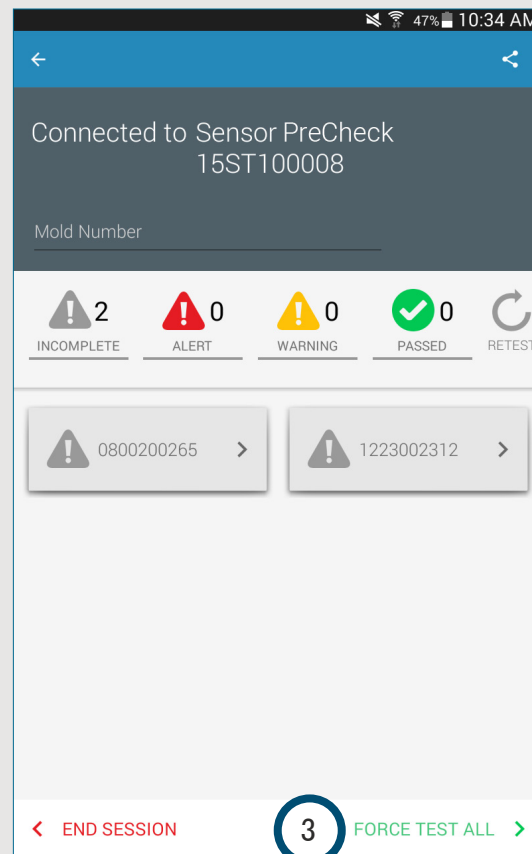 47% 10:34 AM
Connected to Sensor PreCheck
15ST100008
Mold Number
2 0 0 0
INCOMPLETE ALERT WARNING PASSED RETEST
0800200265 1223002312
END SESSION 3 FORCE TEST ALL